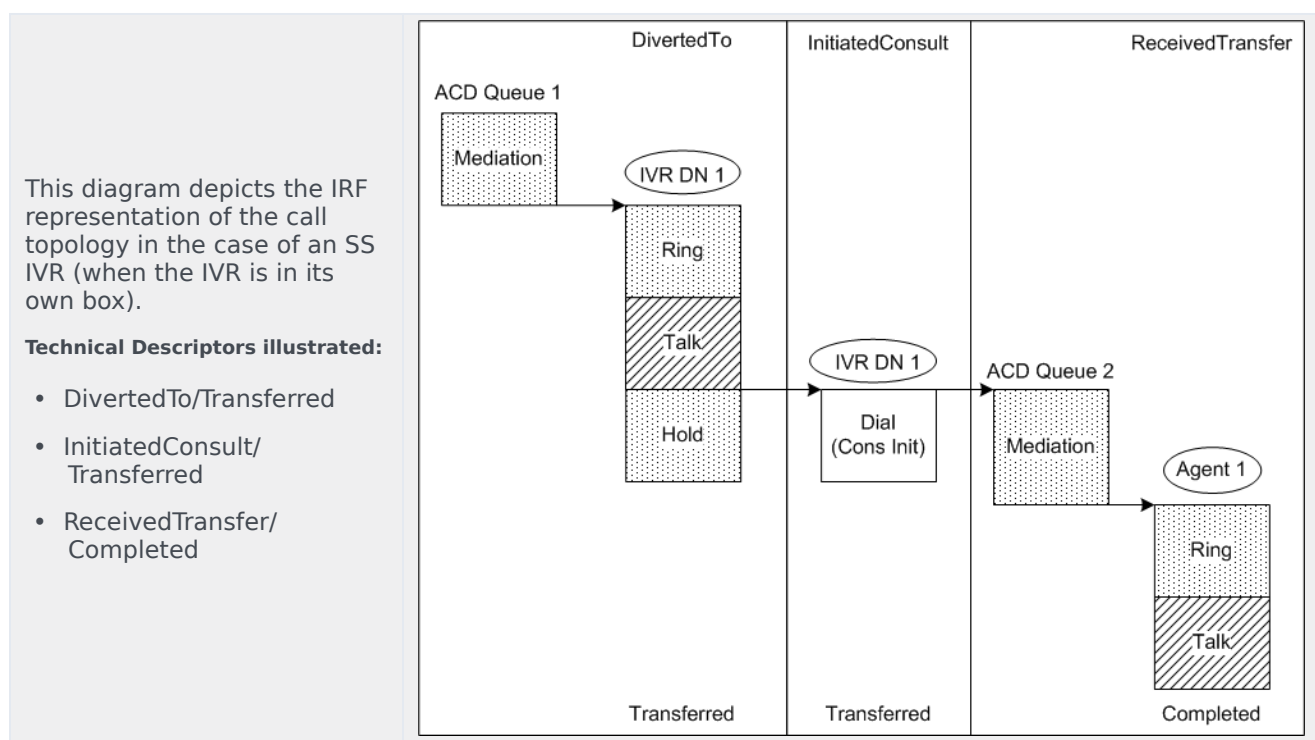 This diagram depicts the IRF
representation of the call
topology in the case of an SS
IVR (when the IVR is in its
own box).
Technical Descriptors illustrated:
• DivertedTo/Transferred
• InitiatedConsult/
Transferred
• ReceivedTransfer/
Completed
DivertedTo
InitiatedConsult
ReceivedTransfer
ACD Queue 1
Mediation
IVR DN 1
Ring
Talk
Hold
IVR DN 1
Dial
(Cons Init)
ACD Queue 2
Mediation
Agent 1
Ring
Talk
Transferred
Transferred
Completed